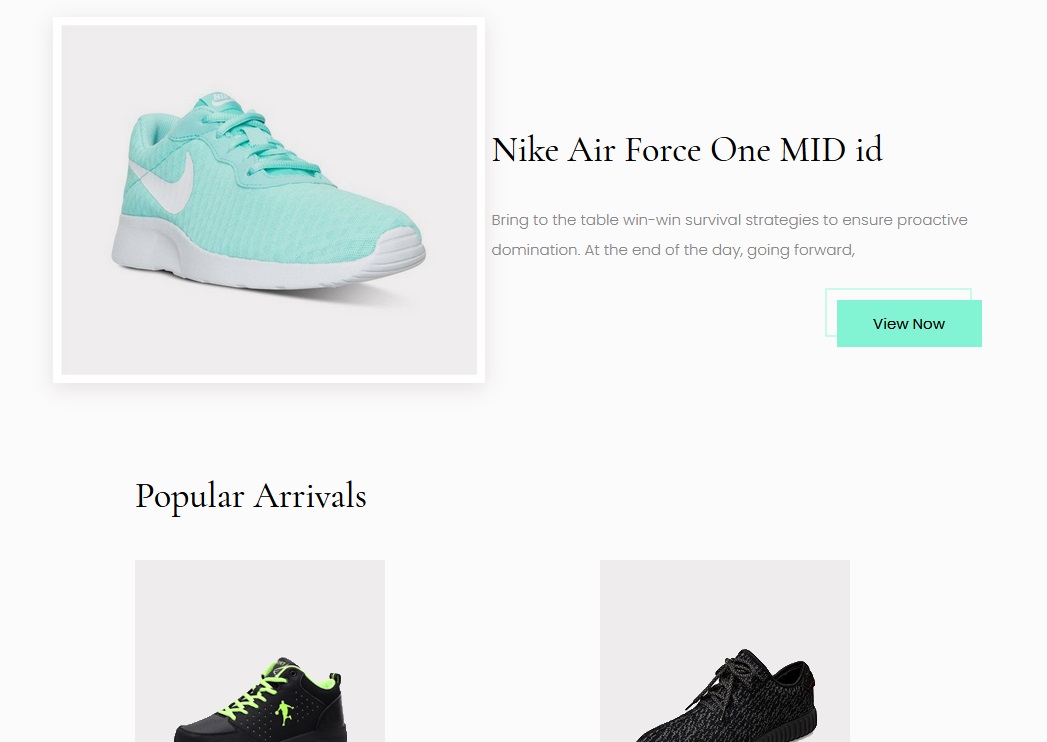 Nike Air Force One MID id
Bring to the table win-win survival strategies to ensure proactive
domination. At the end of the day, going forward,
View Now
Popular Arrivals